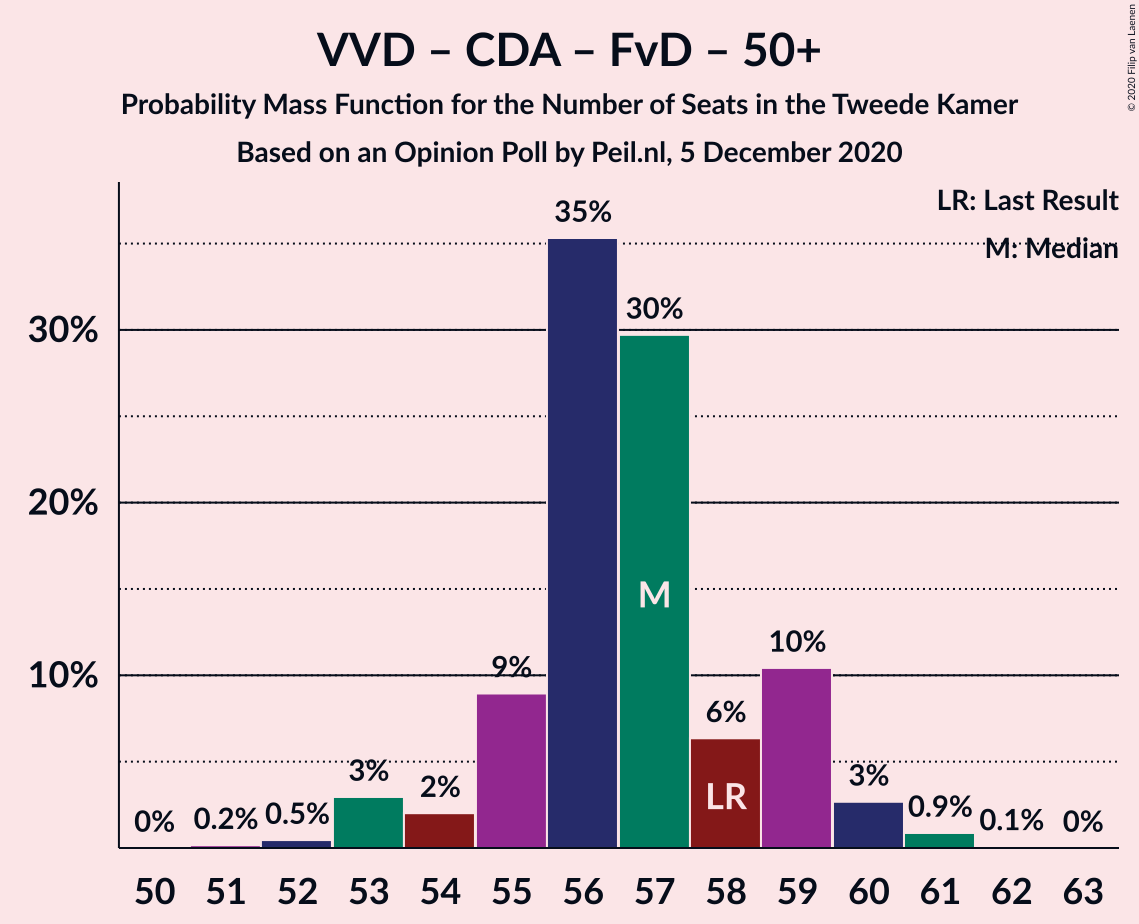 VVD – CDA – FvD – 50+
Probability Mass Function for the Number of Seats in the Tweede Kamer
Based on an Opinion Poll by Peil.nl, 5 December 2020
© 2020 Filip van Laenen
LR: Last Result
M: Median
30%
20%
10%
0%
0.2%
0.5%
3%
2%
9%
35%
30%
6%
10%
3%
0.9%
0.1%
0%
M
LR
50 51 52 53 54 55 56 57 58 59 60 61 62 63